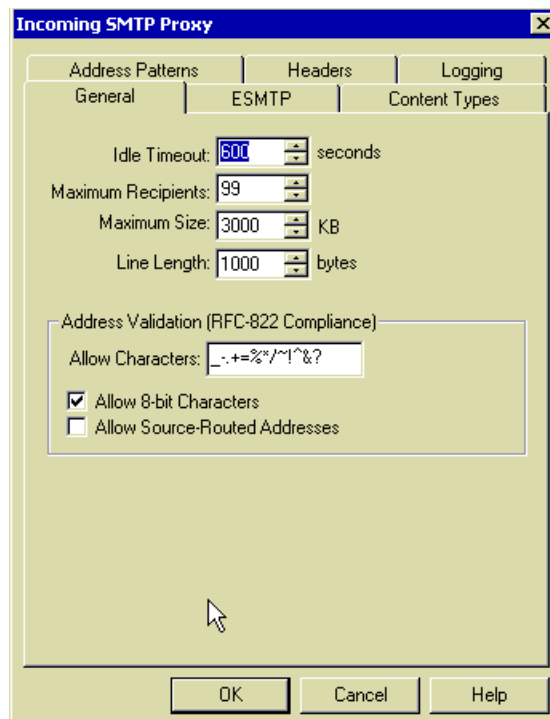 Incoming SMTP Proxy
Address Patterns Headers Logging
General ESMTP Content Types
Idle Timeout: 600 seconds
Maximum Recipients: 99
Maximum Size: 3000 KB
Line Length: 1000 bytes
Address Validation (RFC-822 Compliance)
Allow Characters: _-.+=%*/~!^&?
Allow 8-bit Characters
Allow Source-Routed Addresses
OK Cancel Help